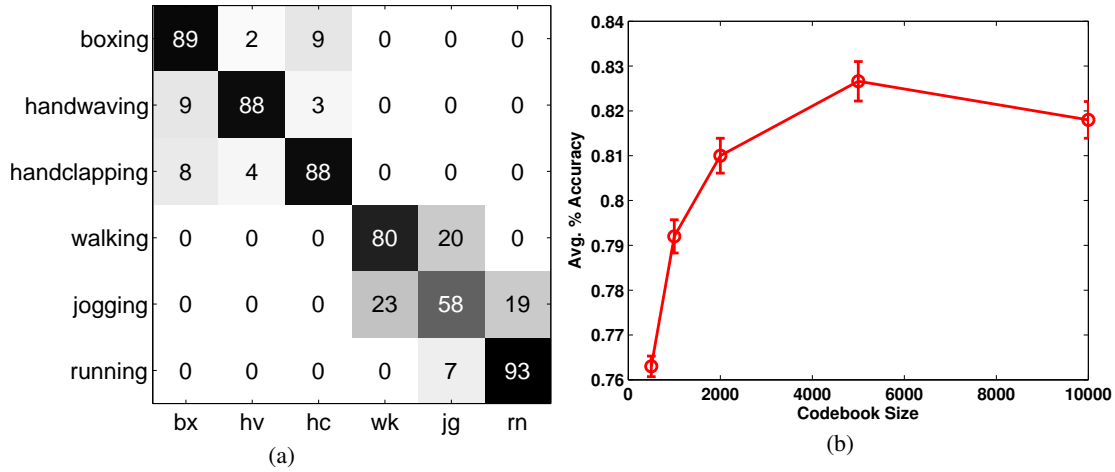 boxing 89 2 9 0 0 0
handwaving 9 88 3 0 0 0
handclapping 8 4 88 0 0 0
walking 0 0 0 80 20 0
jogging 0 0 0 23 58 19
running 0 0 0 0 7 93
bx hv hc wk jg rn
(a)
Avg. % Accuracy
0.84
0.83
0.82
0.81
0.8
0.79
0.78
0.77
0.76
0 2000 4000 6000 8000 10000
Codebook Size
(b)